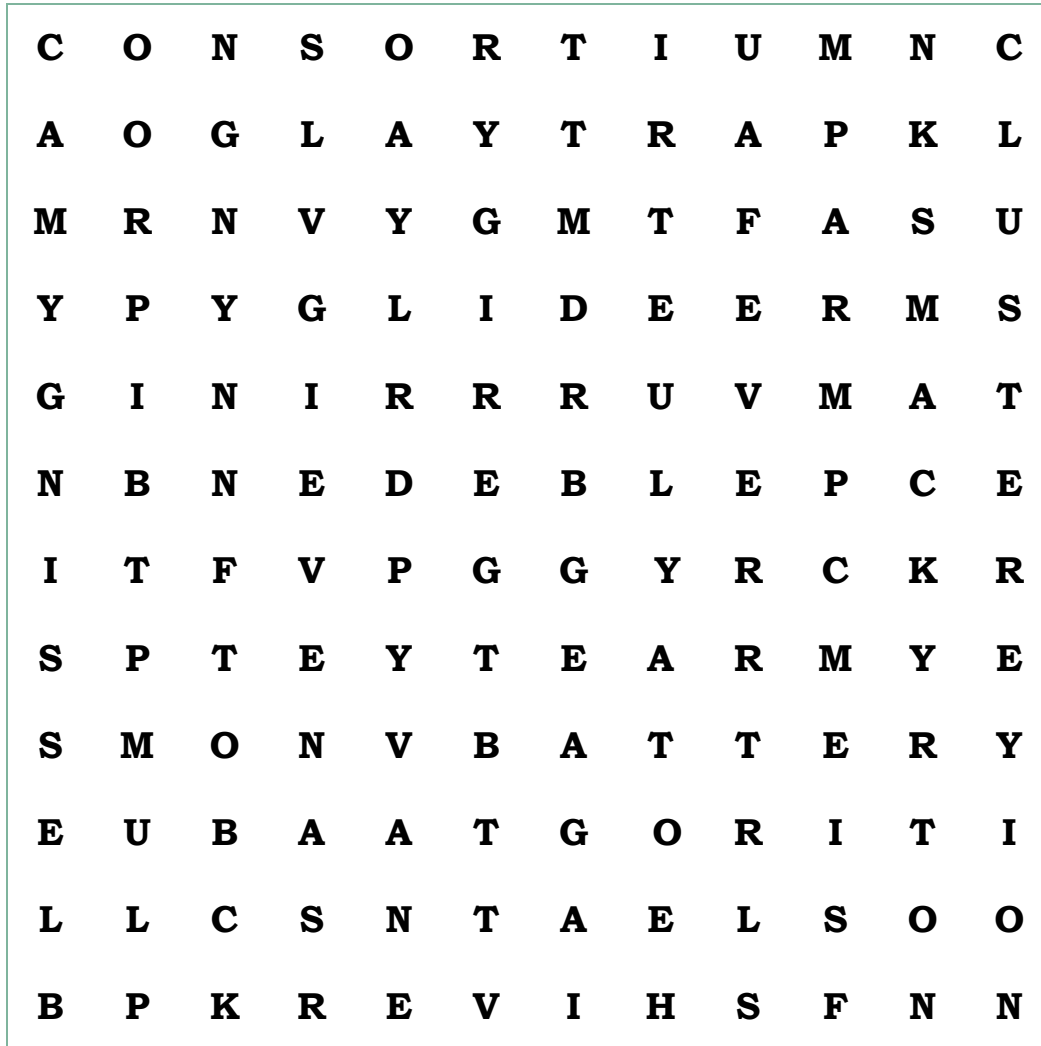 C O N S O R T I U M N C
A O G L A Y T R A P K L
M R N V Y G M T F A S U
Y P Y G L I D E E R M S
G I N I R R R U V M A T
N B N E D E B L E P C E
I T F V P G G Y R C K R
S P T E Y T E A R M Y E
S M O N V B A T T E R Y
E U B A A T G O R I T I
L L C S N T A E L S O O
B P K R E V I H S F N N